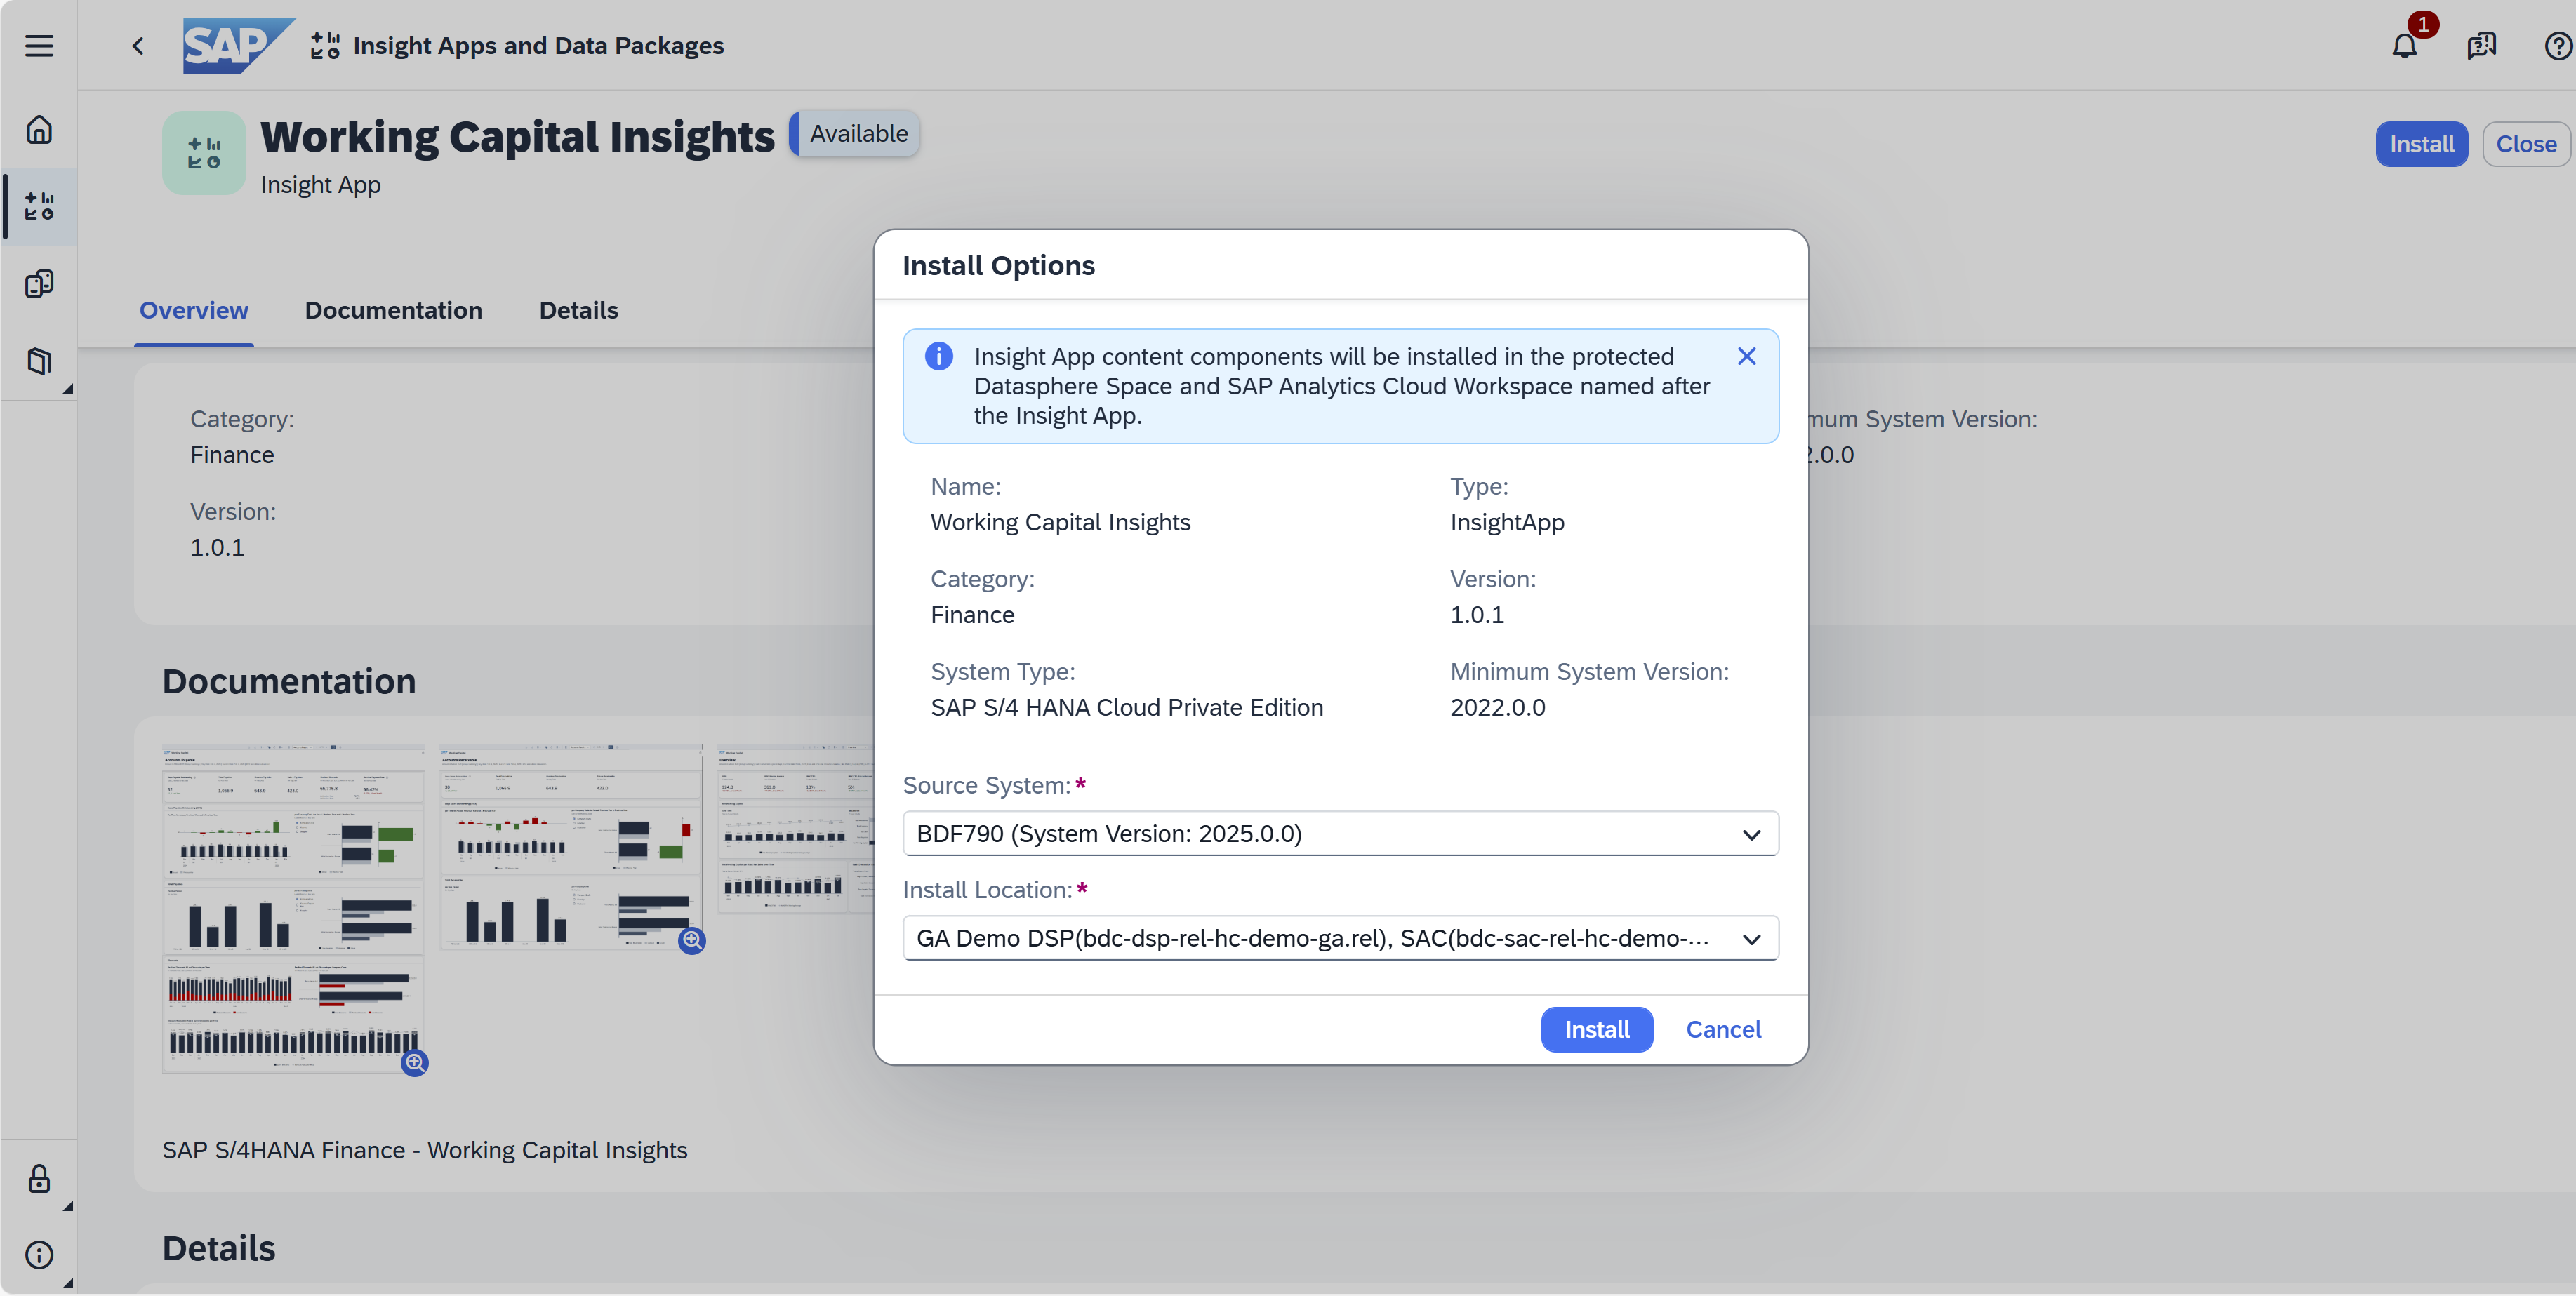 SAP
Insight Apps and Data Packages
1
Working Capital Insights
Available
Insight App
Install
Close
Overview
Documentation
Details
Category:
Finance
Version:
1.0.1
System Version:
Documentation
Accounts Payable
Accounts Receivable
Overview
SAP S/4HANA Finance - Working Capital Insights
Details
Install Options
Insight App content components will be installed in the protected
Datasphere Space and SAP Analytics Cloud Workspace named after
the Insight App.
Name:
Working Capital Insights
Type:
InsightApp
Category:
Finance
Version:
1.0.1
System Type:
SAP S/4 HANA Cloud Private Edition
Minimum System Version:
2022.0.0
Source System:*
BDF790 (System Version: 2025.0.0)
Install Location:*
GA Demo DSP(bdc-dsp-rel-hc-demo-ga.rel), SAC(bdc-sac-rel-hc-demo-...
Install
Cancel